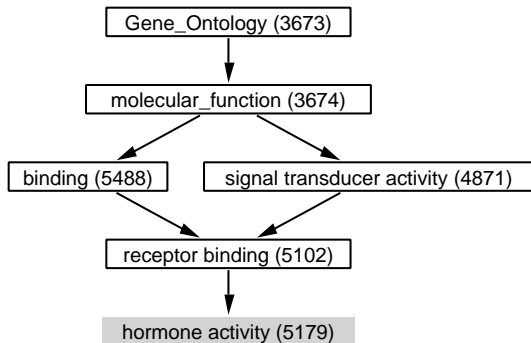 Gene_Ontology (3673)
molecular_function (3674)
binding (5488)
signal transducer activity (4871)
receptor binding (5102)
hormone activity (5179)